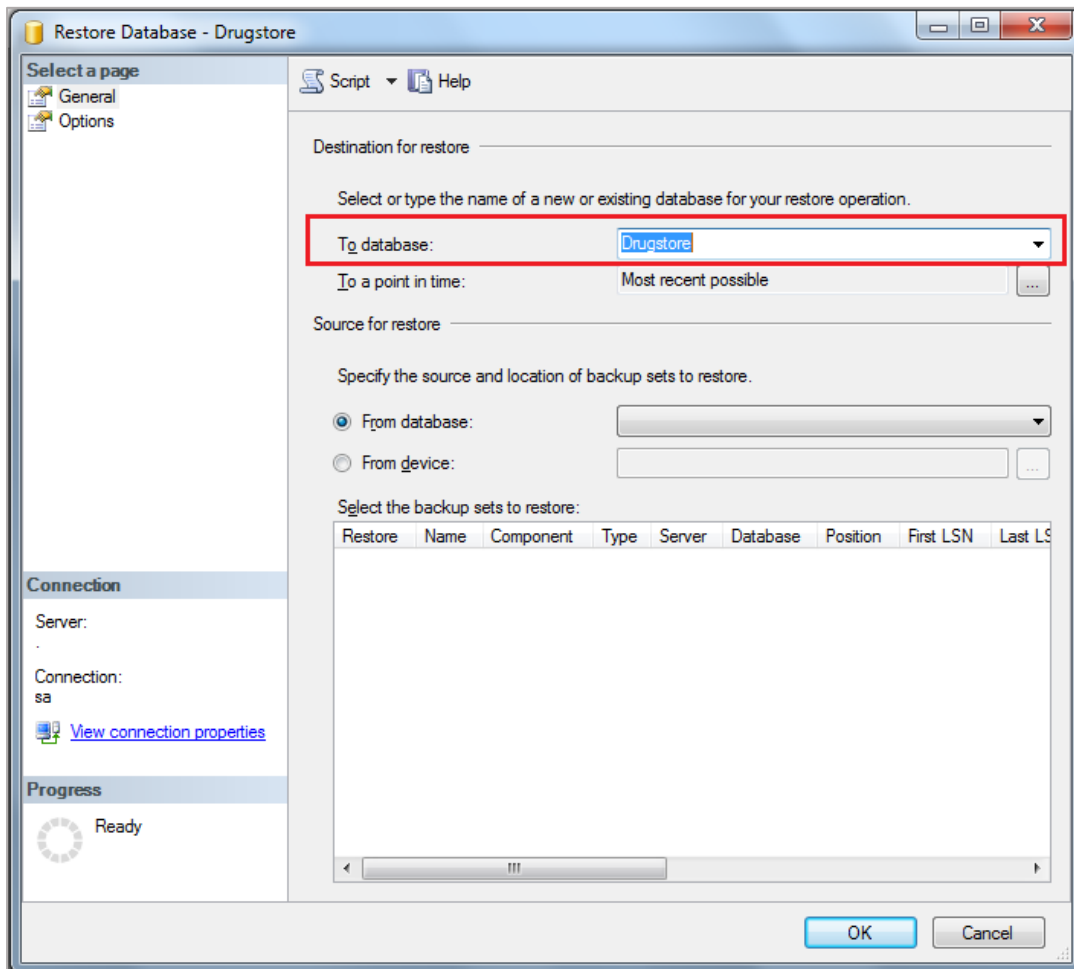 Restore Database - Drugstore
Select a page
General
Options
Script
Help
Destination for restore
Select or type the name of a new or existing database for your restore operation.
To database:
Drugstore
To a point in time:
Most recent possible
...
Source for restore
Specify the source and location of backup sets to restore.
From database:
From device:
...
Select the backup sets to restore:
Restore Name Component Type Server Database Position First LSN Last LS
Connection
Server:
.
Connection:
sa
View connection properties
Progress
Ready
OK
Cancel